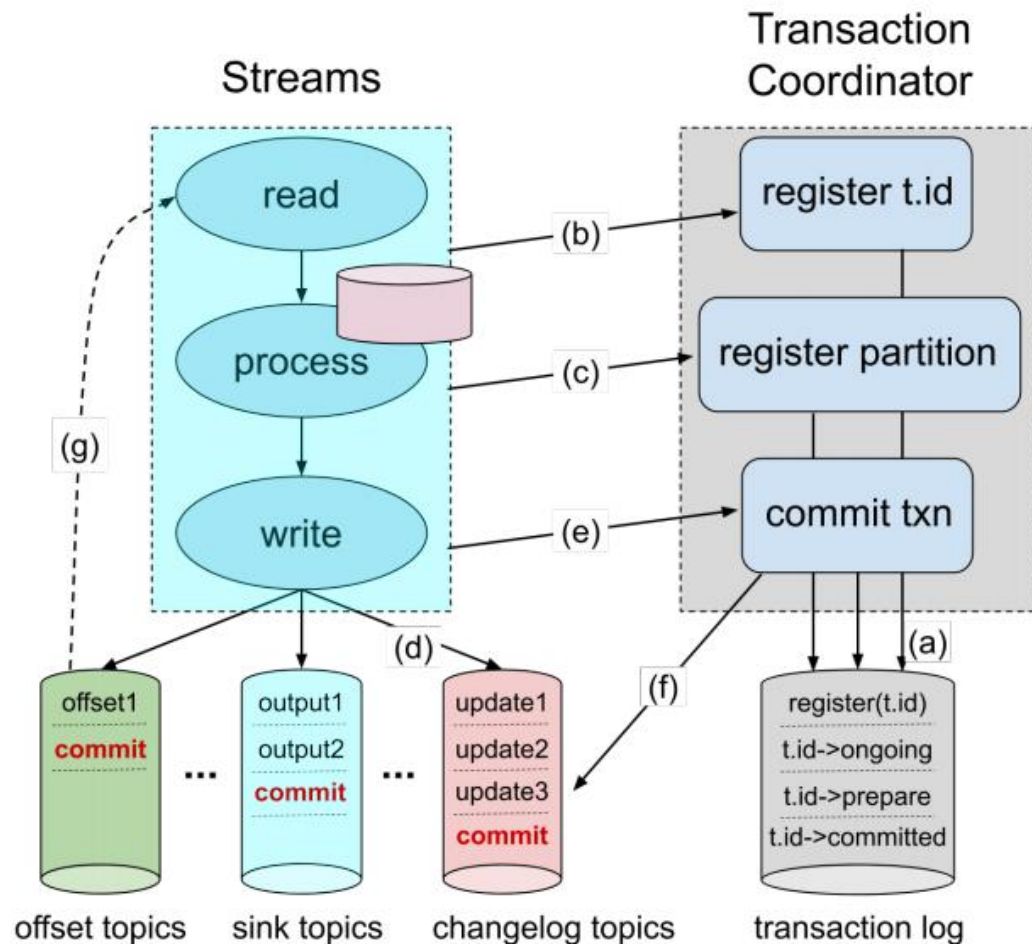 Transaction
Coordinator
Streams
read
register t.id
(b)
process
register partition
(c)
(g)
write
commit txn
(e)
(d)
(a)
(f)
offset1
commit
...
output1
output2
commit
...
update1
update2
update3
commit
register(t.id)
t.id->ongoing
t.id->prepare
t.id->committed
offset topics
sink topics
changelog topics
transaction log